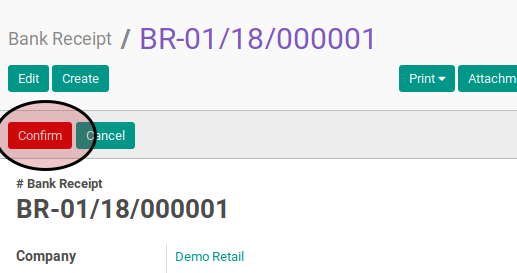 Bank Receipt / BR-01/18/000001
Edit Create Print Attachm
Confirm Cancel
# Bank Receipt
BR-01/18/000001
Company Demo Retail